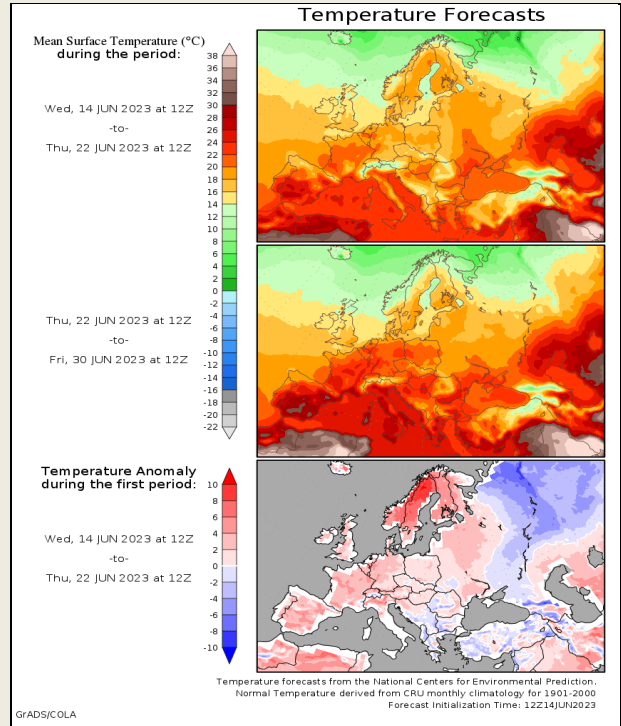 Temperature Forecasts
Mean Surface Temperature (°C)
during the period:
Wed, 14 JUN 2023 at 12Z
-to-
Thu, 22 JUN 2023 at 12Z
38
36
34
32
30
28
26
24
22
20
18
16
14
12
10
8
6
4
2
0
-2
-4
-6
-8
-10
-12
-14
-16
-18
-20
-22
Thu, 22 JUN 2023 at 12Z
-to-
Fri, 30 JUN 2023 at 12Z
Temperature Anomaly
during the first period:
Wed, 14 JUN 2023 at 12Z
-to-
Thu, 22 JUN 2023 at 12Z
10
8
6
4
2
0
-2
-4
-6
-8
-10
Temperature forecasts from the National Centers for Environmental Prediction.
Normal Temperature derived from CRU monthly climatology for 1901-2000
Forecast Initialization Time: 12Z14JUN2023
GrADS/COLA